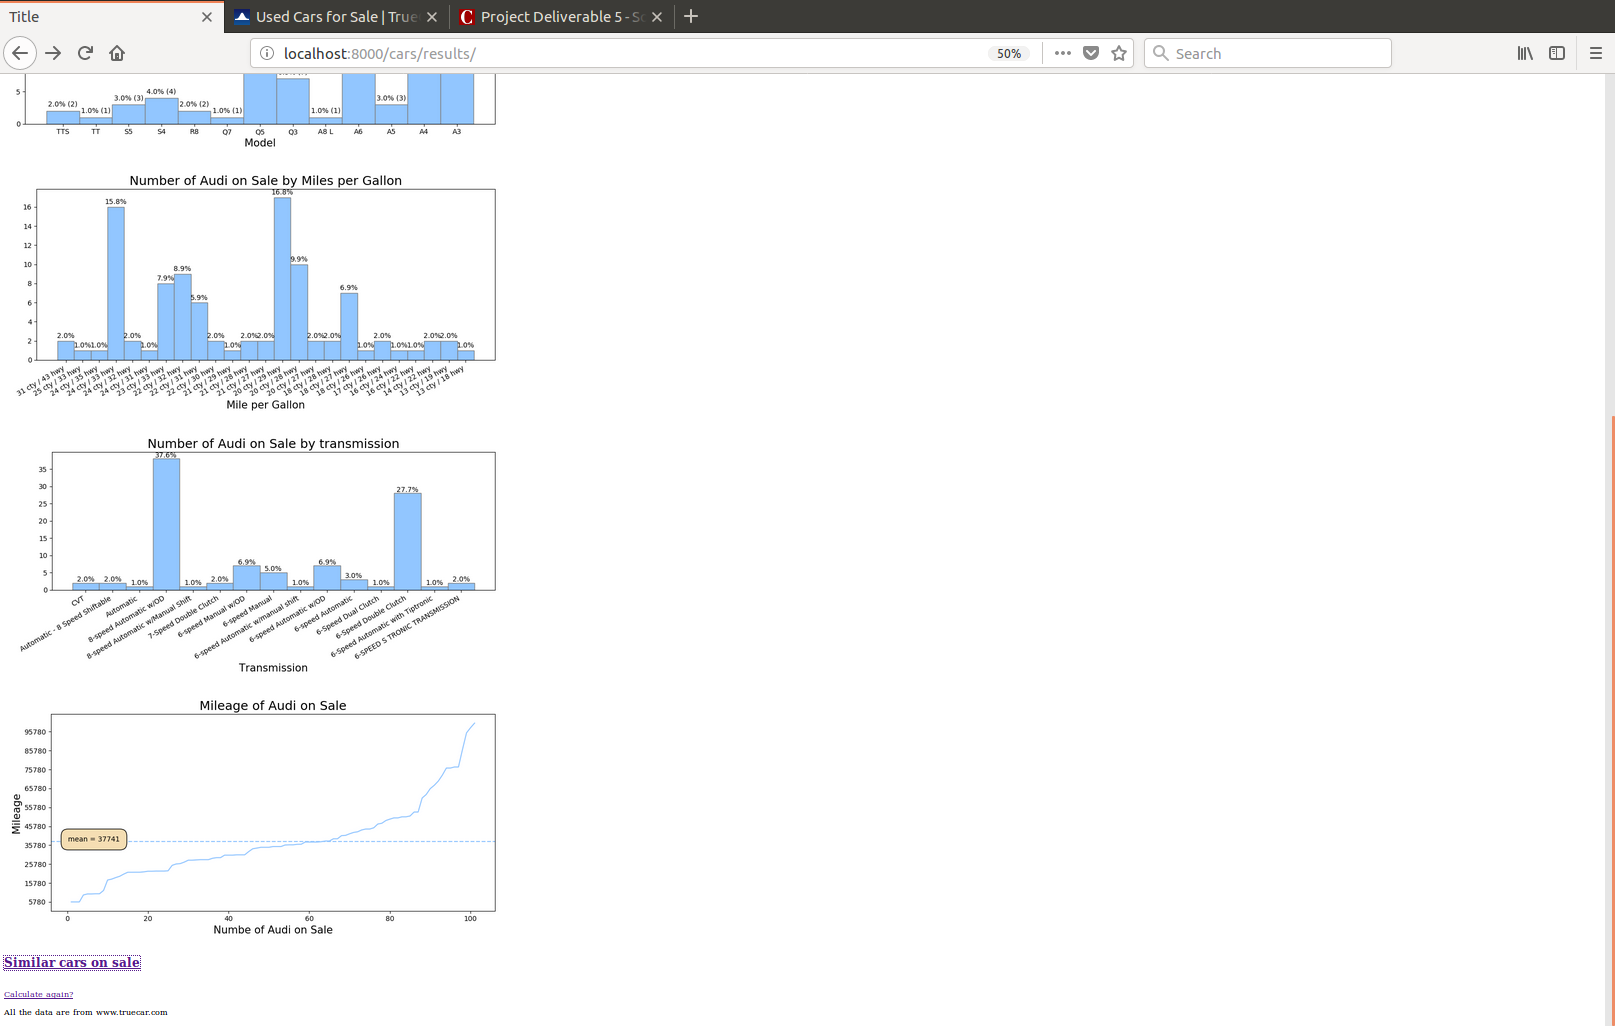 Title
Used Cars for Sale | True
Project Deliverable 5 - Sc
localhost:8000/cars/results/
50%
Search
5
0
2.0% (2)
1.0% (1)
3.0% (3)
4.0% (4)
2.0% (2)
1.0% (1)
1.0% (1)
3.0% (3)
TTS TT S5 S4 R8 Q7 Q5 Q3 A8 L A6 A5 A4 A3
Model
Number of Audi on Sale by Miles per Gallon
16
14
12
10
8
6
4
2
0
2.0% 1.0% 1.0% 15.8% 2.0% 1.0% 7.9% 8.9% 5.9% 2.0% 1.0% 2.0% 2.0% 16.8% 9.9% 2.0% 2.0% 6.9% 1.0% 2.0% 1.0% 1.0% 2.0% 2.0% 1.0%
31 cty / 43 hwy
25 cty / 33 hwy
24 cty / 35 hwy
24 cty / 33 hwy
24 cty / 32 hwy
24 cty / 31 hwy
23 cty / 33 hwy
22 cty / 32 hwy
22 cty / 31 hwy
22 cty / 30 hwy
21 cty / 29 hwy
21 cty / 28 hwy
21 cty / 27 hwy
20 cty / 29 hwy
20 cty / 28 hwy
20 cty / 27 hwy
18 cty / 28 hwy
18 cty / 27 hwy
17 cty / 26 hwy
16 cty / 26 hwy
16 cty / 24 hwy
16 cty / 22 hwy
14 cty / 22 hwy
13 cty / 19 hwy
13 cty / 18 hwy
Mile per Gallon
Number of Audi on Sale by transmission
35
30
25
20
15
10
5
0
2.0% 2.0% 1.0% 37.6% 1.0% 2.0% 6.9% 5.0% 1.0% 6.9% 3.0% 1.0% 27.7% 1.0% 2.0%
CVT
Automatic - 8 Speed Shiftable
Automatic
8-speed Automatic w/OD
8-speed Automatic w/Manual Shift
7-Speed Double Clutch
6-speed Manual w/OD
6-speed Manual
6-speed Automatic w/manual shift
6-speed Automatic w/OD
6-speed Automatic
6-Speed Dual Clutch
6-Speed Double Clutch
6-Speed Automatic with Tiptronic
6-SPEED S TRONIC TRANSMISSION
Transmission
Mileage of Audi on Sale
95780
85780
75780
65780
55780
45780
35780
25780
15780
5780
Mileage
mean = 37741
0 20 40 60 80 100
Numbe of Audi on Sale
Similar cars on sale
Calculate again?
All the data are from www.truecar.com